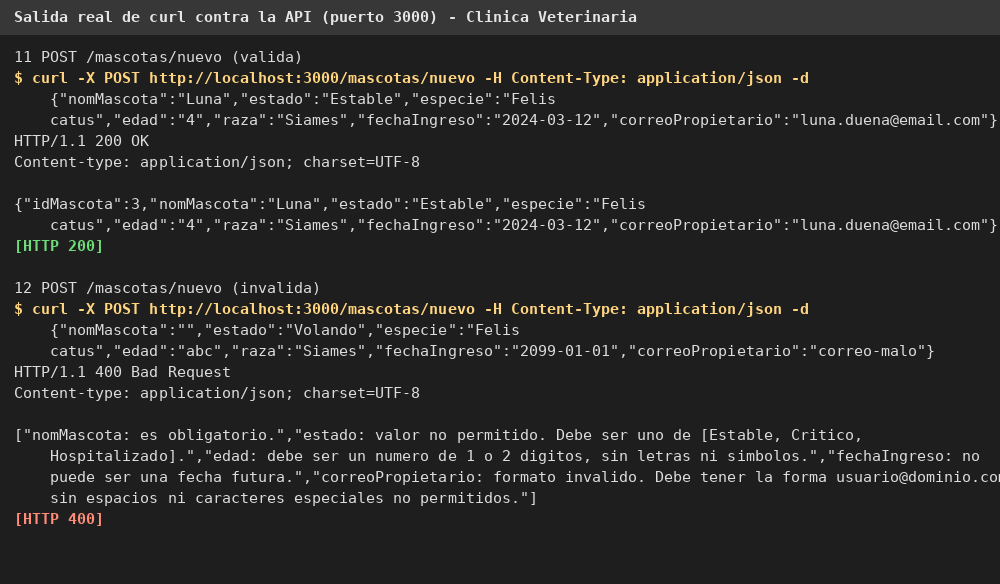 Salida real de curl contra la API (puerto 3000) - Clinica Veterinaria
11 POST /mascotas/nuevo (valida)
$ curl -X POST http://localhost:3000/mascotas/nuevo -H Content-Type: application/json -d
{"nomMascota":"Luna","estado":"Estable","especie":"Felis
catus","edad":"4","raza":"Siames","fechaIngreso":"2024-03-12","correoPropietario":"luna.duena@email.com"}
HTTP/1.1 200 OK
Content-type: application/json; charset=UTF-8
{"idMascota":3,"nomMascota":"Luna","estado":"Estable","especie":"Felis
catus","edad":"4","raza":"Siames","fechaIngreso":"2024-03-12","correoPropietario":"luna.duena@email.com"}
[HTTP 200]
12 POST /mascotas/nuevo (invalida)
$ curl -X POST http://localhost:3000/mascotas/nuevo -H Content-Type: application/json -d
{"nomMascota":"","estado":"Volando","especie":"Felis
catus","edad":"abc","raza":"Siames","fechaIngreso":"2099-01-01","correoPropietario":"correo-malo"}
HTTP/1.1 400 Bad Request
Content-type: application/json; charset=UTF-8
["nomMascota: es obligatorio.","estado: valor no permitido. Debe ser uno de [Estable, Critico,
Hospitalizado].","edad: debe ser un numero de 1 o 2 digitos, sin letras ni simbolos.","fechaIngreso: no
puede ser una fecha futura.","correoPropietario: formato invalido. Debe tener la forma usuario@dominio.com
sin espacios ni caracteres especiales no permitidos."]
[HTTP 400]